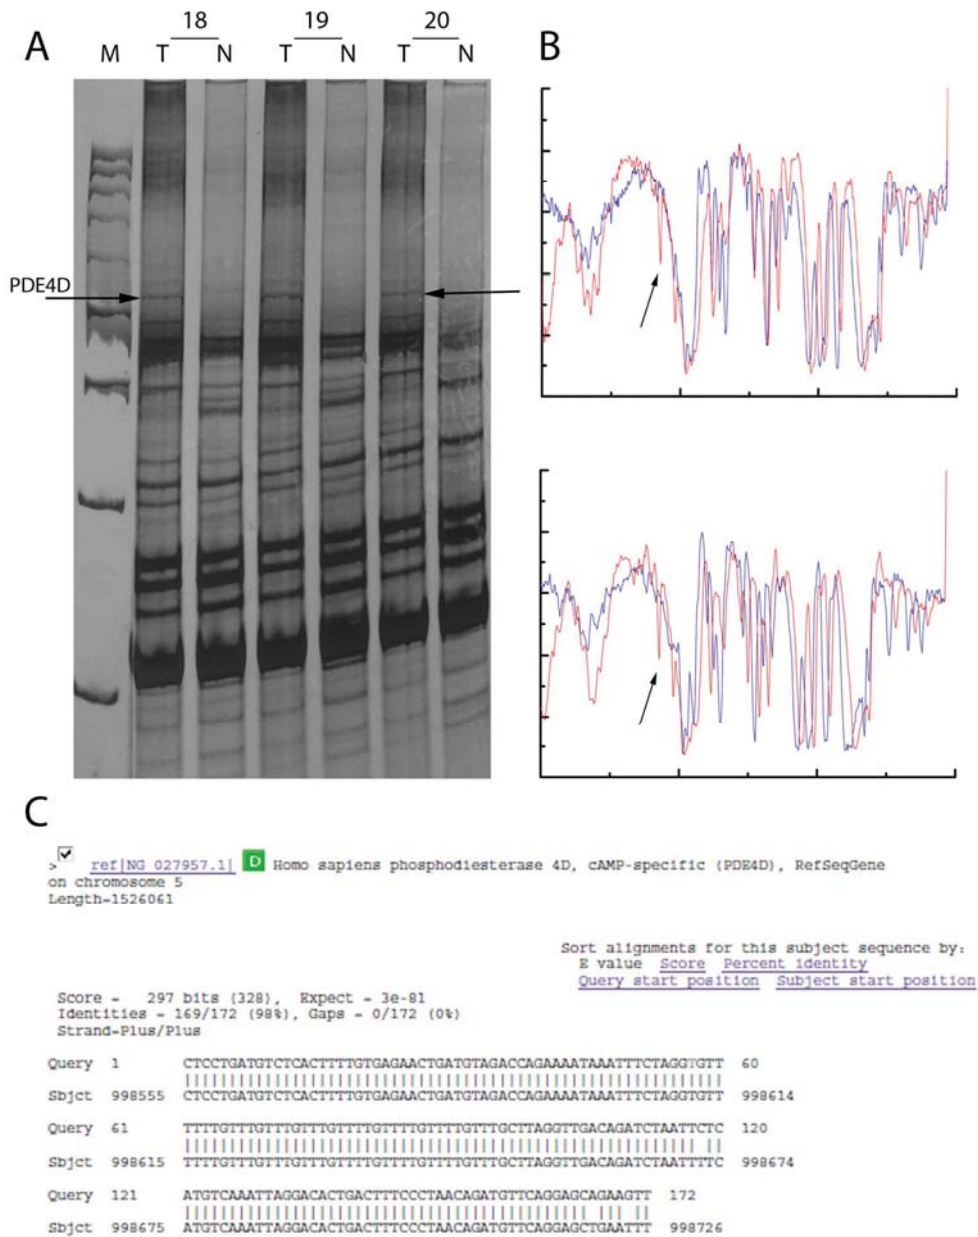 A
B
18 19 20
M T N T N T N
PDE4D
C
> ref|NG 027957.1| D Homo sapiens phosphodiesterase 4D, cAMP-specific (PDE4D), RefSeqGene
on chromosome 5
Length=1526061
Sort alignments for this subject sequence by:
E value Score Percent identity
Query start position Subject start position
Score = 297 bits (328), Expect = 3e-81
Identities = 169/172 (98%), Gaps = 0/172 (0%)
Strand=Plus/Plus
Query 1 CTCCTGATGTCTCACTTTTGTGAGAACTGATGTAGACCAGAAAATAAATTTCTAGGTGTT 60
Sbjct 998555 CTCCTGATGTCTCACTTTTGTGAGAACTGATGTAGACCAGAAAATAAATTTCTAGGTGTT 998614
Query 61 TTTTGTTTGTTTGTTTGTTTTGTTTTGTTTGTTTGCTTAGGTTGACAGATCTAATTCTC 120
Sbjct 998615 TTTTGTTTGTTTGTTTGTTTTGTTTTGTTTGTTTGCTTAGGTTGACAGATCTAATTTTC 998674
Query 121 ATGTCAAATTAGGACACTGACTTTCCCTAACAGATGTTCAGGAGCAGAAGTT 172
Sbjct 998675 ATGTCAAATTAGGACACTGACTTTCCCTAACAGATGTTCAGGAGCTGAATTT 998726